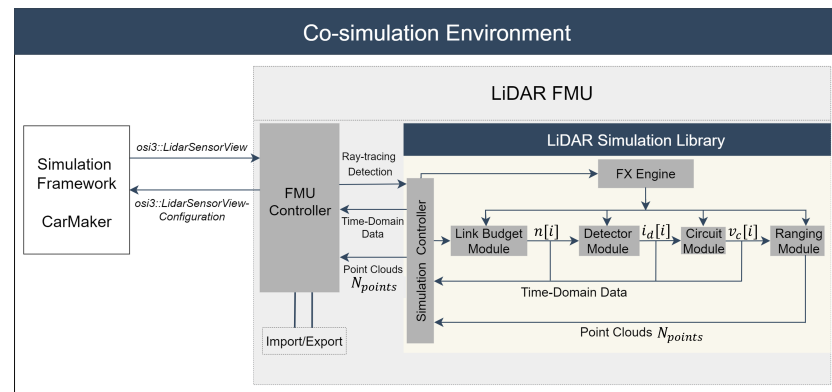 Co-simulation Environment
LiDAR FMU
LiDAR Simulation Library
Simulation
Framework
CarMaker
osi3::LidarSensorView
osi3::LidarSensorView-
Configuration
FMU
Controller
Import/Export
Ray-tracing
Detection
Time-Domain
Data
Point Clouds
N_points
Simulation Controller
FX Engine
Link Budget
Module
n[i]
Detector
Module
i_d[i]
Circuit
Module
v_c[i]
Ranging
Module
Time-Domain Data
Point Clouds N_points